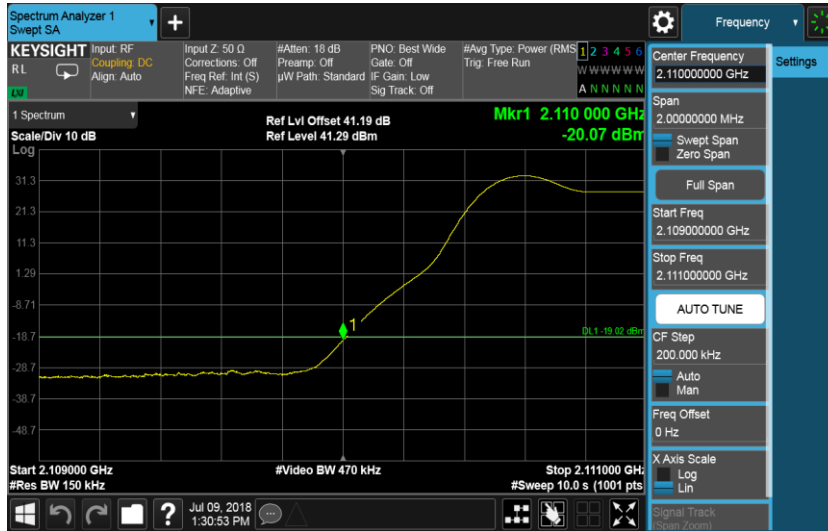 Spectrum Analyzer 1
Swept SA
Frequency
KEYSIGHT
RL
LXI
Input: RF
Coupling: DC
Align: Auto
Input Z: 50 Ω
Corrections: Off
Freq Ref: Int (S)
NFE: Adaptive
#Atten: 18 dB
Preamp: Off
µW Path: Standard
PNO: Best Wide
Gate: Off
IF Gain: Low
Sig Track: Off
#Avg Type: Power (RMS
Trig: Free Run
1 2 3 4 5 6
W W W W W W
A N N N N N
1 Spectrum
Scale/Div 10 dB
Ref Lvl Offset 41.19 dB
Ref Level 41.29 dBm
Mkr1 2.110 000 GHz
-20.07 dBm
Log
31.3
21.3
11.3
1.29
-8.71
-18.7
-28.7
-38.7
-48.7
1
DL1 -19.02 dBm
Start 2.109000 GHz
#Res BW 150 kHz
#Video BW 470 kHz
Stop 2.111000 GHz
#Sweep 10.0 s (1001 pts
Center Frequency
2.110000000 GHz
Settings
Span
2.00000000 MHz
Swept Span
Zero Span
Full Span
Start Freq
2.109000000 GHz
Stop Freq
2.111000000 GHz
AUTO TUNE
CF Step
200.000 kHz
Auto
Man
Freq Offset
0 Hz
X Axis Scale
Log
Lin
Signal Track
(Span Zoom)
?
Jul 09, 2018
1:30:53 PM